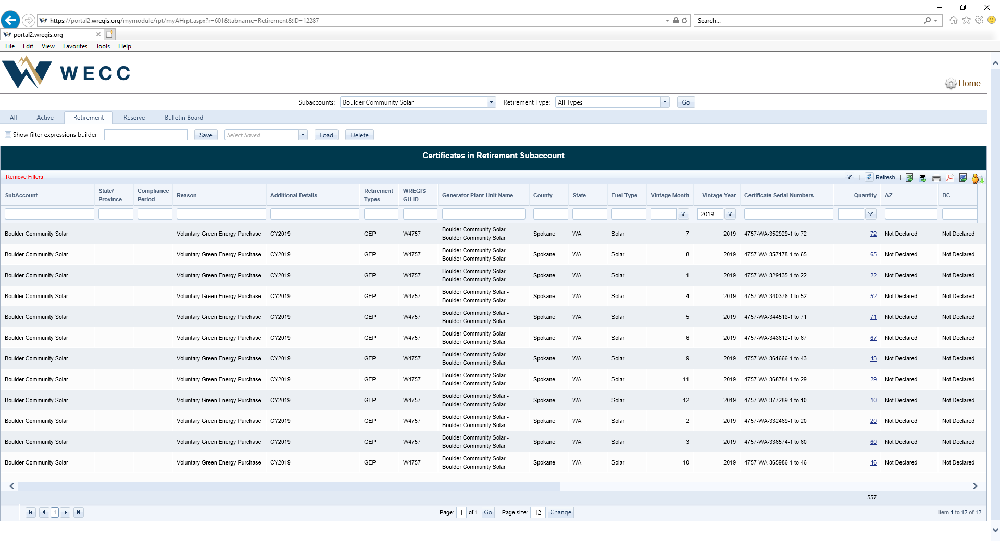 https://portal2.wregis.org/mymodule/rpt/myAHrpt.aspx?r=601&tabname=Retirement&ID=12287
Search...
portal2.wregis.org
File Edit View Favorites Tools Help
WECC
Home
Subaccounts: Boulder Community Solar Retirement Type: All Types Go
All Active Retirement Reserve Bulletin Board
Show filter expressions builder Save Select Saved Load Delete
Certificates in Retirement Subaccount
Remove Filters | Refresh |
SubAccount State/ Province Compliance Period Reason Additional Details Retirement Types WREGIS GU ID Generator Plant-Unit Name County State Fuel Type Vintage Month Vintage Year Certificate Serial Numbers Quantity AZ BC
2019
Boulder Community Solar Voluntary Green Energy Purchase CY2019 GEP W4757 Boulder Community Solar - Boulder Community Solar Spokane WA Solar 7 2019 4757-WA-352929-1 to 72 72 Not Declared Not Declared
Boulder Community Solar Voluntary Green Energy Purchase CY2019 GEP W4757 Boulder Community Solar - Boulder Community Solar Spokane WA Solar 8 2019 4757-WA-357178-1 to 65 65 Not Declared Not Declared
Boulder Community Solar Voluntary Green Energy Purchase CY2019 GEP W4757 Boulder Community Solar - Boulder Community Solar Spokane WA Solar 1 2019 4757-WA-329135-1 to 22 22 Not Declared Not Declared
Boulder Community Solar Voluntary Green Energy Purchase CY2019 GEP W4757 Boulder Community Solar - Boulder Community Solar Spokane WA Solar 4 2019 4757-WA-340376-1 to 52 52 Not Declared Not Declared
Boulder Community Solar Voluntary Green Energy Purchase CY2019 GEP W4757 Boulder Community Solar - Boulder Community Solar Spokane WA Solar 5 2019 4757-WA-344518-1 to 71 71 Not Declared Not Declared
Boulder Community Solar Voluntary Green Energy Purchase CY2019 GEP W4757 Boulder Community Solar - Boulder Community Solar Spokane WA Solar 6 2019 4757-WA-348612-1 to 67 67 Not Declared Not Declared
Boulder Community Solar Voluntary Green Energy Purchase CY2019 GEP W4757 Boulder Community Solar - Boulder Community Solar Spokane WA Solar 9 2019 4757-WA-361666-1 to 43 43 Not Declared Not Declared
Boulder Community Solar Voluntary Green Energy Purchase CY2019 GEP W4757 Boulder Community Solar - Boulder Community Solar Spokane WA Solar 11 2019 4757-WA-368784-1 to 29 29 Not Declared Not Declared
Boulder Community Solar Voluntary Green Energy Purchase CY2019 GEP W4757 Boulder Community Solar - Boulder Community Solar Spokane WA Solar 12 2019 4757-WA-377289-1 to 10 10 Not Declared Not Declared
Boulder Community Solar Voluntary Green Energy Purchase CY2019 GEP W4757 Boulder Community Solar - Boulder Community Solar Spokane WA Solar 2 2019 4757-WA-332469-1 to 20 20 Not Declared Not Declared
Boulder Community Solar Voluntary Green Energy Purchase CY2019 GEP W4757 Boulder Community Solar - Boulder Community Solar Spokane WA Solar 3 2019 4757-WA-336574-1 to 60 60 Not Declared Not Declared
Boulder Community Solar Voluntary Green Energy Purchase CY2019 GEP W4757 Boulder Community Solar - Boulder Community Solar Spokane WA Solar 10 2019 4757-WA-365986-1 to 46 46 Not Declared Not Declared
557
1 Page: 1 of 1 Go Page size: 12 Change Item 1 to 12 of 12